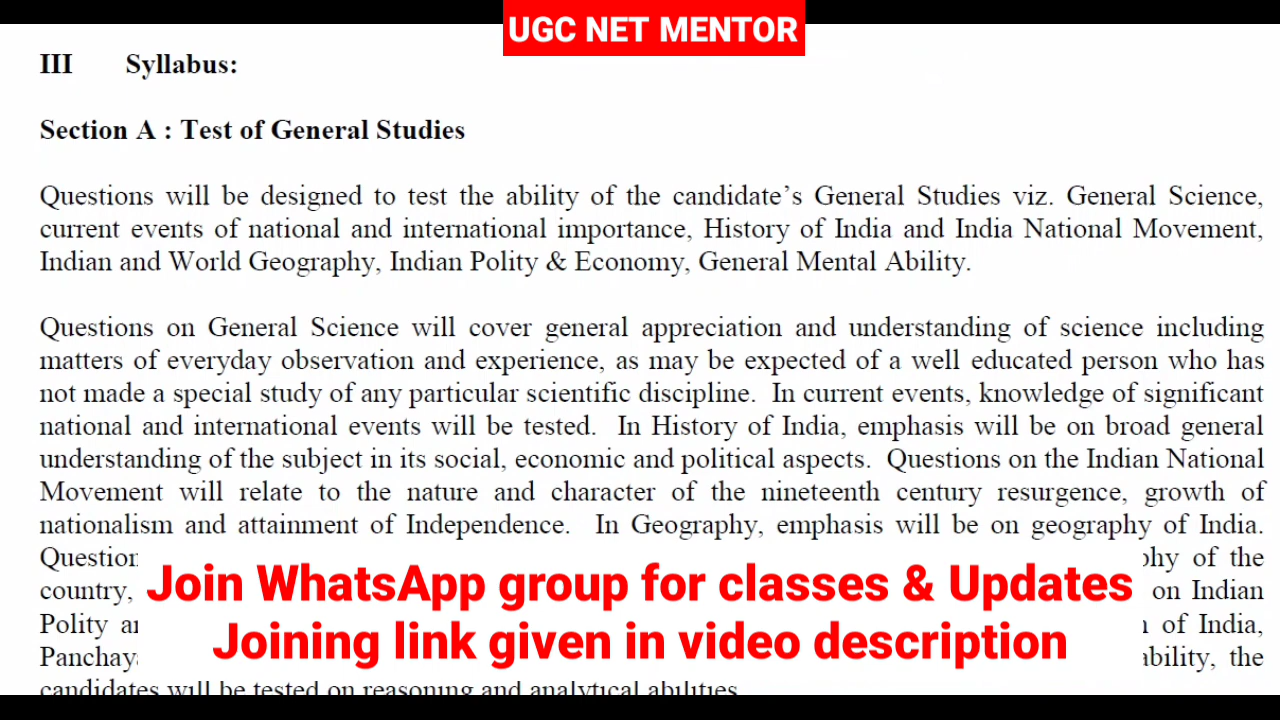 UGC NET MENTOR
III Syllabus:
Section A : Test of General Studies
Questions will be designed to test the ability of the candidate’s General Studies viz. General Science,
current events of national and international importance, History of India and India National Movement,
Indian and World Geography, Indian Polity & Economy, General Mental Ability.
Questions on General Science will cover general appreciation and understanding of science including
matters of everyday observation and experience, as may be expected of a well educated person who has
not made a special study of any particular scientific discipline. In current events, knowledge of significant
national and international events will be tested. In History of India, emphasis will be on broad general
understanding of the subject in its social, economic and political aspects. Questions on the Indian National
Movement will relate to the nature and character of the nineteenth century resurgence, growth of
nationalism and attainment of Independence. In Geography, emphasis will be on geography of India.
of the
country, on Indian
Polity of India,
the
candidates will be tested on reasoning and analytical abilities
Join WhatsApp group for classes & Updates
Joining link given in video description